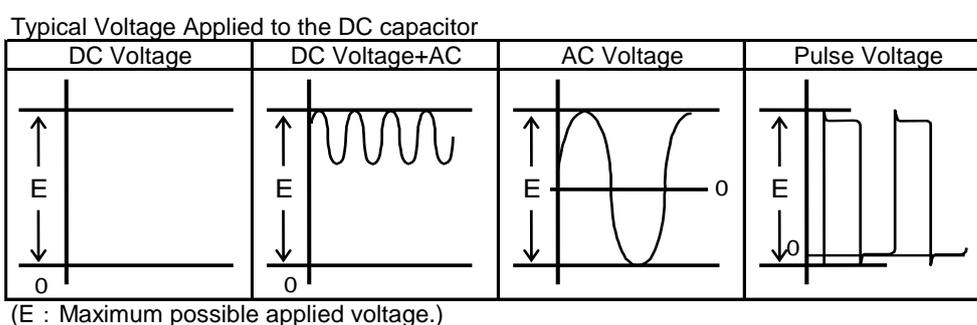 Typical Voltage Applied to the DC capacitor
DC Voltage DC Voltage+AC AC Voltage Pulse Voltage
E E E 0 E
0
0 0
(E：Maximum possible applied voltage.)